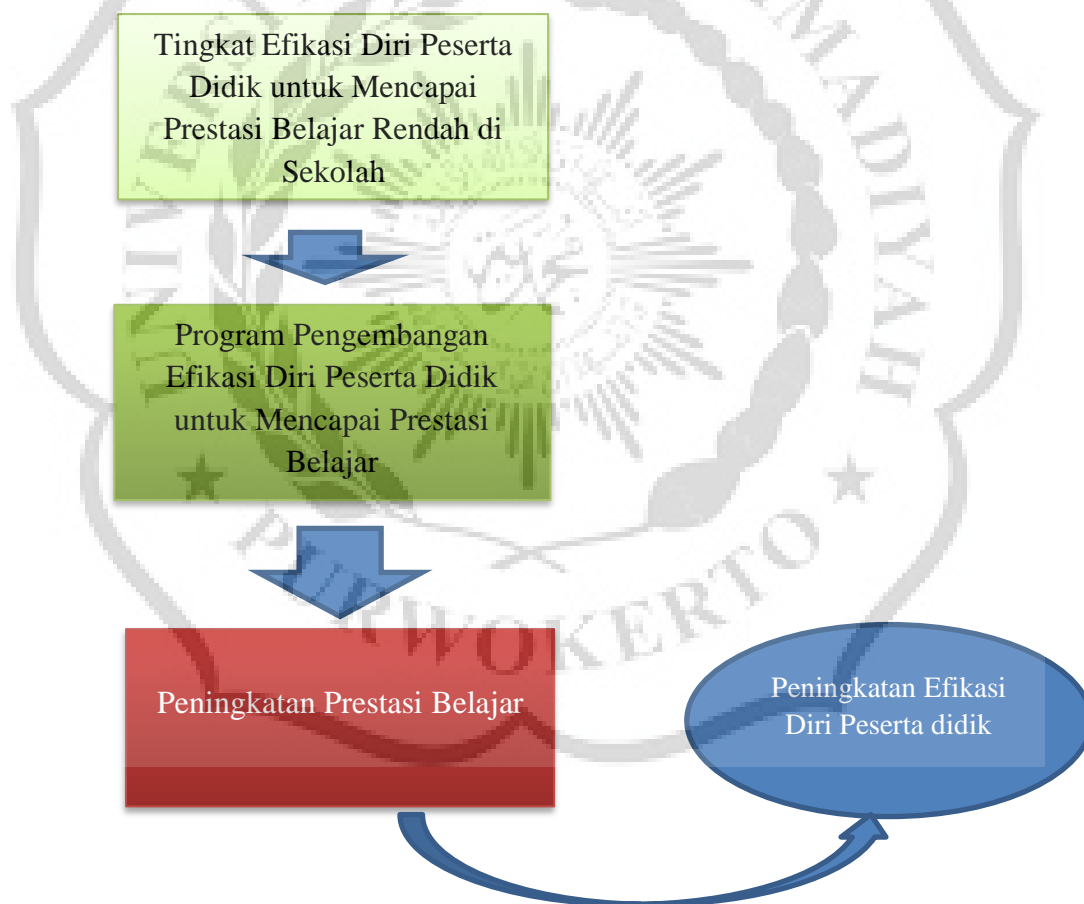 Tingkat Efikasi Diri Peserta
Didik untuk Mencapai
Prestasi Belajar Rendah di
Sekolah
Program Pengembangan
Efikasi Diri Peserta Didik
untuk Mencapai Prestasi
Belajar
Peningkatan Prestasi Belajar
Peningkatan Efikasi
Diri Peserta didik
PURWOKERTO